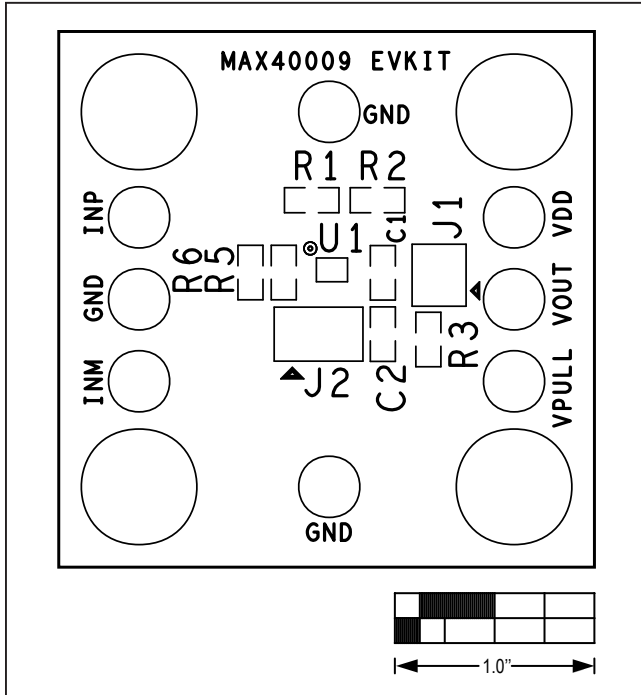 MAX40009 EVKIT
GND
R1 R2
INP
C1
J1
VDD
U1
R6
R5
GND
VOUT
R3
INM
J2
C2
VPULL
GND
1.0”